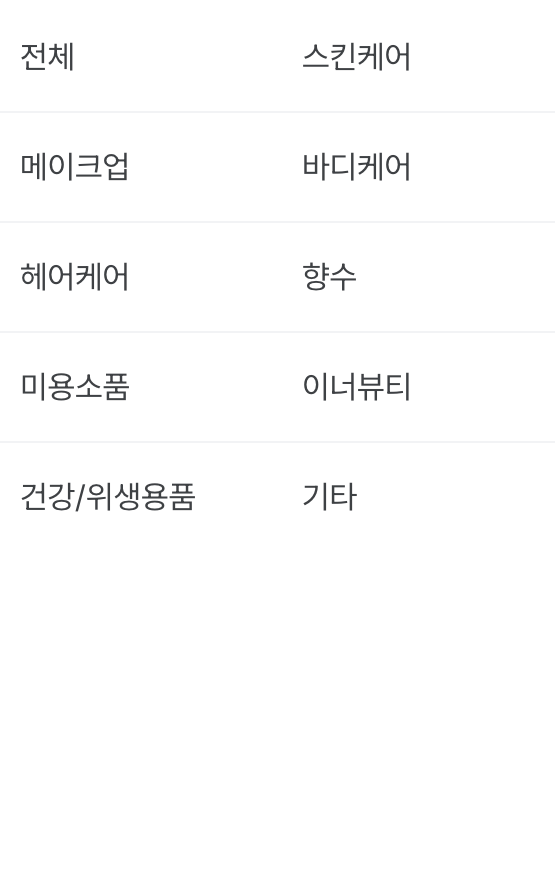 전체 스킨케어
메이크업 바디케어
헤어케어 향수
미용소품 이너뷰티
건강/위생용품 기타